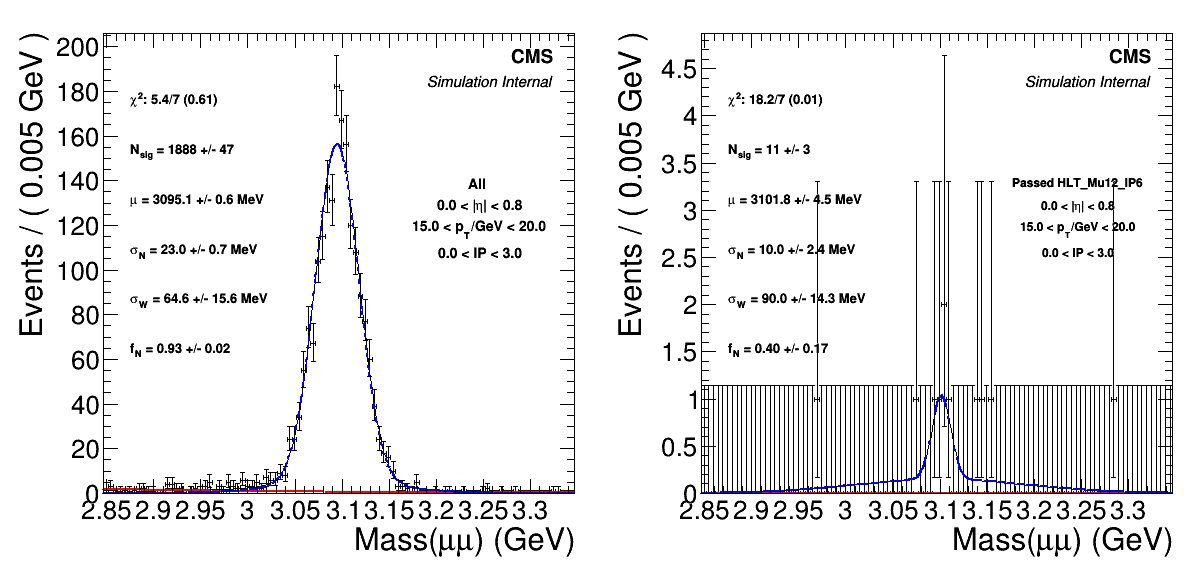 CMS
Simulation Internal
χ²: 5.4/7 (0.61)
N_sig = 1888 +/- 47
μ = 3095.1 +/- 0.6 MeV
σ_N = 23.0 +/- 0.7 MeV
σ_W = 64.6 +/- 15.6 MeV
f_N = 0.93 +/- 0.02
All
0.0 < |η| < 0.8
15.0 < p_T/GeV < 20.0
0.0 < IP < 3.0
Events / ( 0.005 GeV )
200
180
160
140
120
100
80
60
40
20
0
2.85 2.9 2.95 3 3.05 3.1 3.15 3.2 3.25 3.3
Mass(μμ) (GeV)
CMS
Simulation Internal
χ²: 18.2/7 (0.01)
N_sig = 11 +/- 3
μ = 3101.8 +/- 4.5 MeV
σ_N = 10.0 +/- 2.4 MeV
σ_W = 90.0 +/- 14.3 MeV
f_N = 0.40 +/- 0.17
Passed HLT_Mu12_IP6
0.0 < |η| < 0.8
15.0 < p_T/GeV < 20.0
0.0 < IP < 3.0
Events / ( 0.005 GeV )
4.5
4
3.5
3
2.5
2
1.5
1
0.5
0
2.85 2.9 2.95 3 3.05 3.1 3.15 3.2 3.25 3.3
Mass(μμ) (GeV)